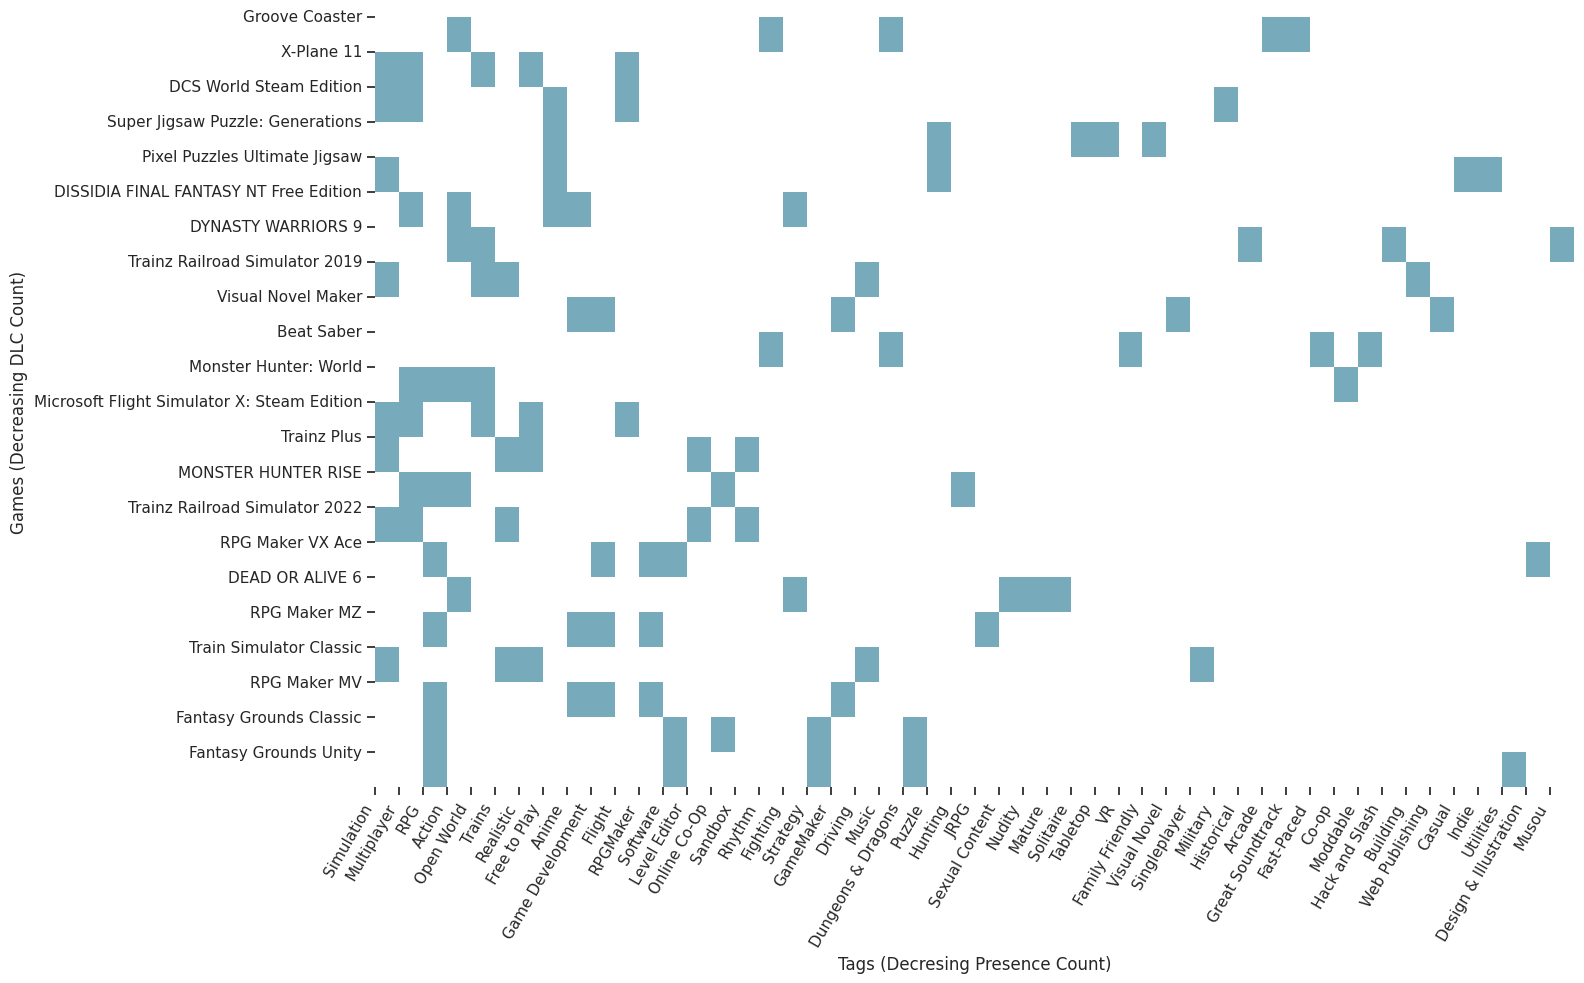 Groove Coaster
X-Plane 11
DCS World Steam Edition
Super Jigsaw Puzzle: Generations
Pixel Puzzles Ultimate Jigsaw
DISSIDIA FINAL FANTASY NT Free Edition
DYNASTY WARRIORS 9
Trainz Railroad Simulator 2019
Visual Novel Maker
Beat Saber
Monster Hunter: World
Microsoft Flight Simulator X: Steam Edition
Trainz Plus
MONSTER HUNTER RISE
Trainz Railroad Simulator 2022
RPG Maker VX Ace
DEAD OR ALIVE 6
RPG Maker MZ
Train Simulator Classic
RPG Maker MV
Fantasy Grounds Classic
Fantasy Grounds Unity
Games (Decreasing DLC Count)
Simulation
Multiplayer
RPG
Action
Open World
Trains
Realistic
Free to Play
Anime
Game Development
Flight
RPGMaker
Software
Level Editor
Online Co-Op
Sandbox
Rhythm
Fighting
Strategy
GameMaker
Driving
Music
Dungeons & Dragons
Puzzle
Hunting
JRPG
Sexual Content
Nudity
Mature
Solitaire
Tabletop
VR
Family Friendly
Visual Novel
Singleplayer
Military
Historical
Arcade
Great Soundtrack
Fast-Paced
Co-op
Moddable
Hack and Slash
Building
Web Publishing
Casual
Indie
Utilities
Design & Illustration
Musou
Tags (Decresing Presence Count)